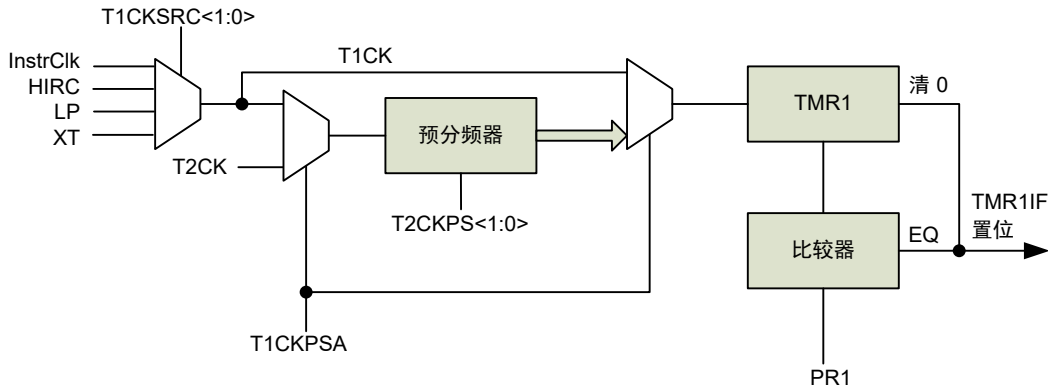 T1CKSRC<1:0>
InstrClk
HIRC
LP
XT
T1CK
T2CK
预分频器
T2CKPS<1:0>
T1CKPSA
TMR1
清 0
比较器
EQ
TMR1IF
置位
PR1